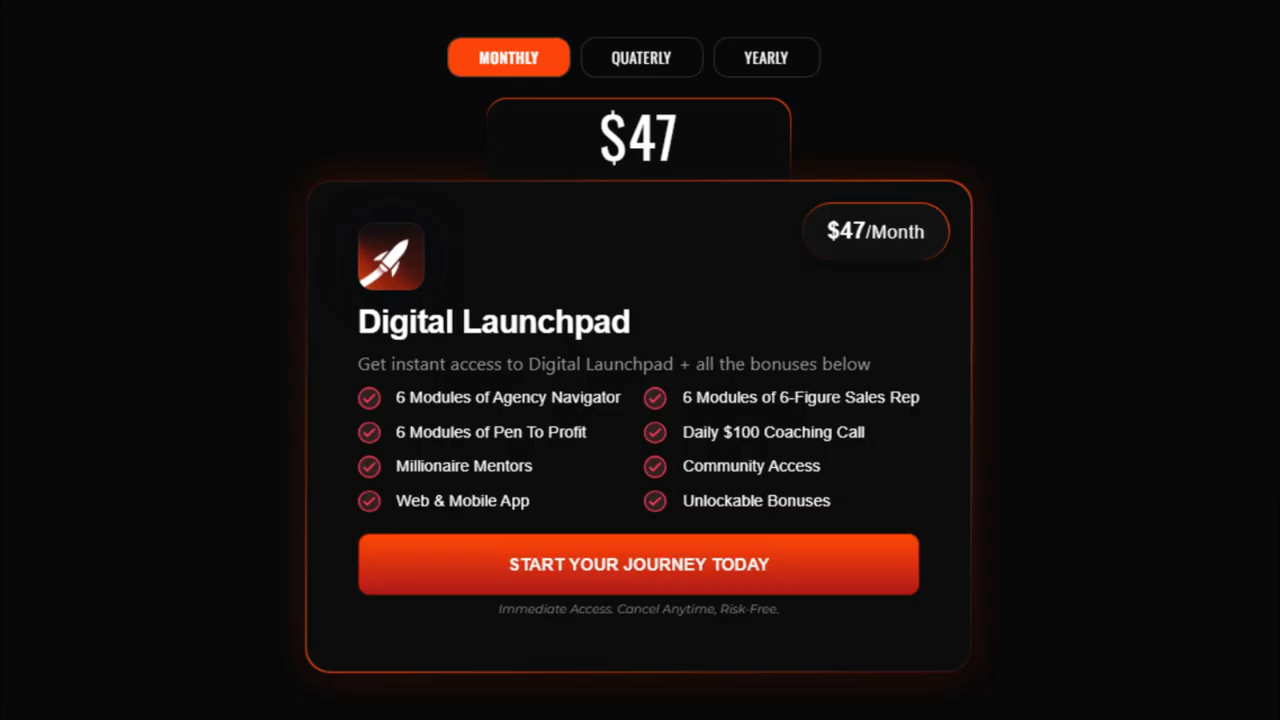 MONTHLY QUATERLY YEARLY
$47
$47/Month
Digital Launchpad
Get instant access to Digital Launchpad + all the bonuses below
6 Modules of Agency Navigator 6 Modules of 6-Figure Sales Rep
6 Modules of Pen To Profit Daily $100 Coaching Call
Millionaire Mentors Community Access
Web & Mobile App Unlockable Bonuses
START YOUR JOURNEY TODAY
Immediate Access. Cancel Anytime, Risk-Free.